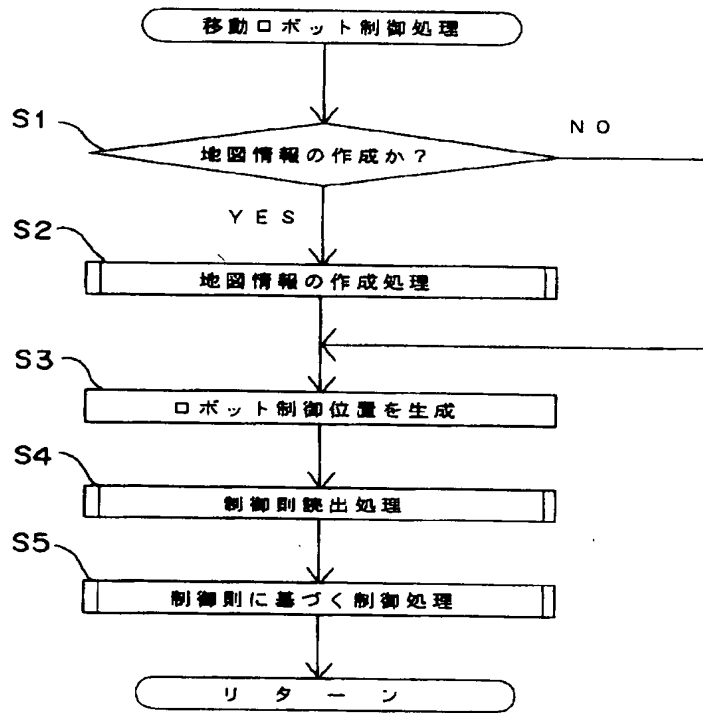 移動ロボット制御処理
S1
NO
地図情報の作成か？
YES
S2
地図情報の作成処理
S3
ロボット制御位置を生成
S4
制御則読出処理
S5
制御則に基づく制御処理
リターン